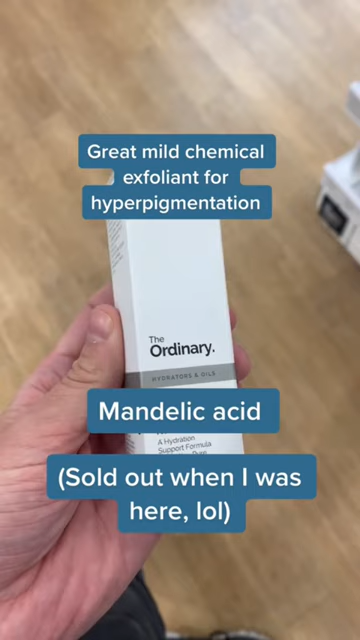 Great mild chemical
exfoliant for
hyperpigmentation
The
Ordinary.
HYDRATORS & OILS
Mandelic acid
A Hydration
Support Formula
(Sold out when I was
here, lol)